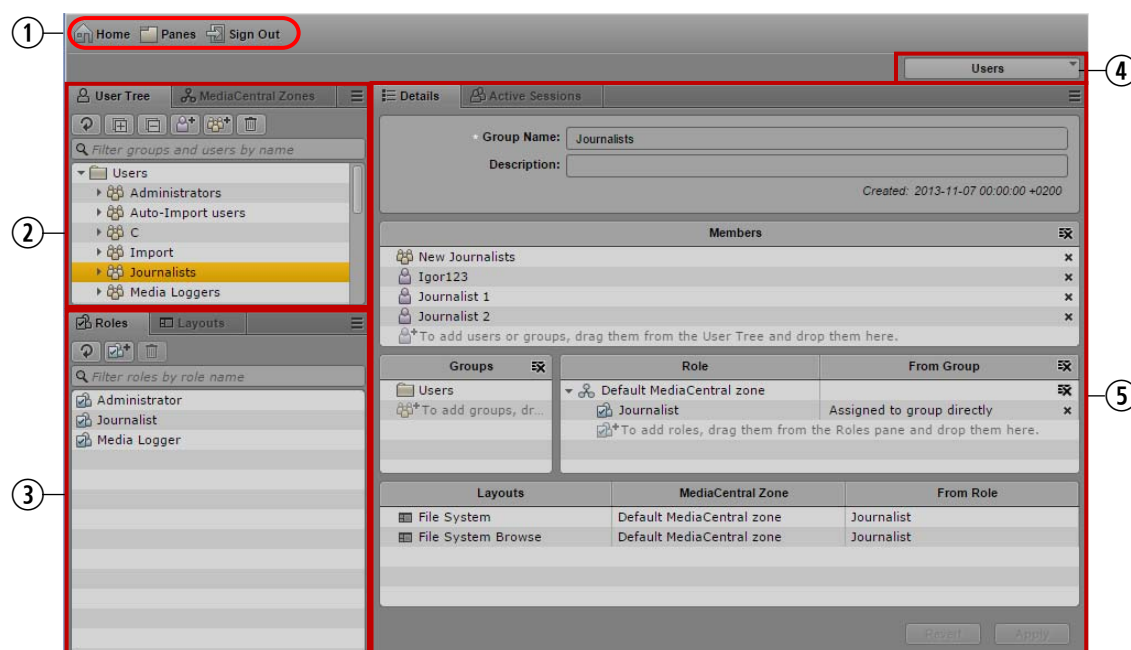 1
Home Panes Sign Out
Users
4
User Tree MediaCentral Zones
Details Active Sessions
Filter groups and users by name
Users
Administrators
Auto-Import users
2
C
Import
Journalists
Media Loggers
Group Name: Journalists
Description:
Created: 2013-11-07 00:00:00 +0200
Members
New Journalists
Igor123
Journalist 1
Journalist 2
To add users or groups, drag them from the User Tree and drop them here.
Roles Layouts
Filter roles by role name
Administrator
Journalist
Media Logger
3
Groups
Users
To add groups, dr...
Role From Group
Default MediaCentral zone
5
Journalist Assigned to group directly
To add roles, drag them from the Roles pane and drop them here.
Layouts MediaCentral Zone From Role
File System Default MediaCentral zone Journalist
File System Browse Default MediaCentral zone Journalist
Revert Apply